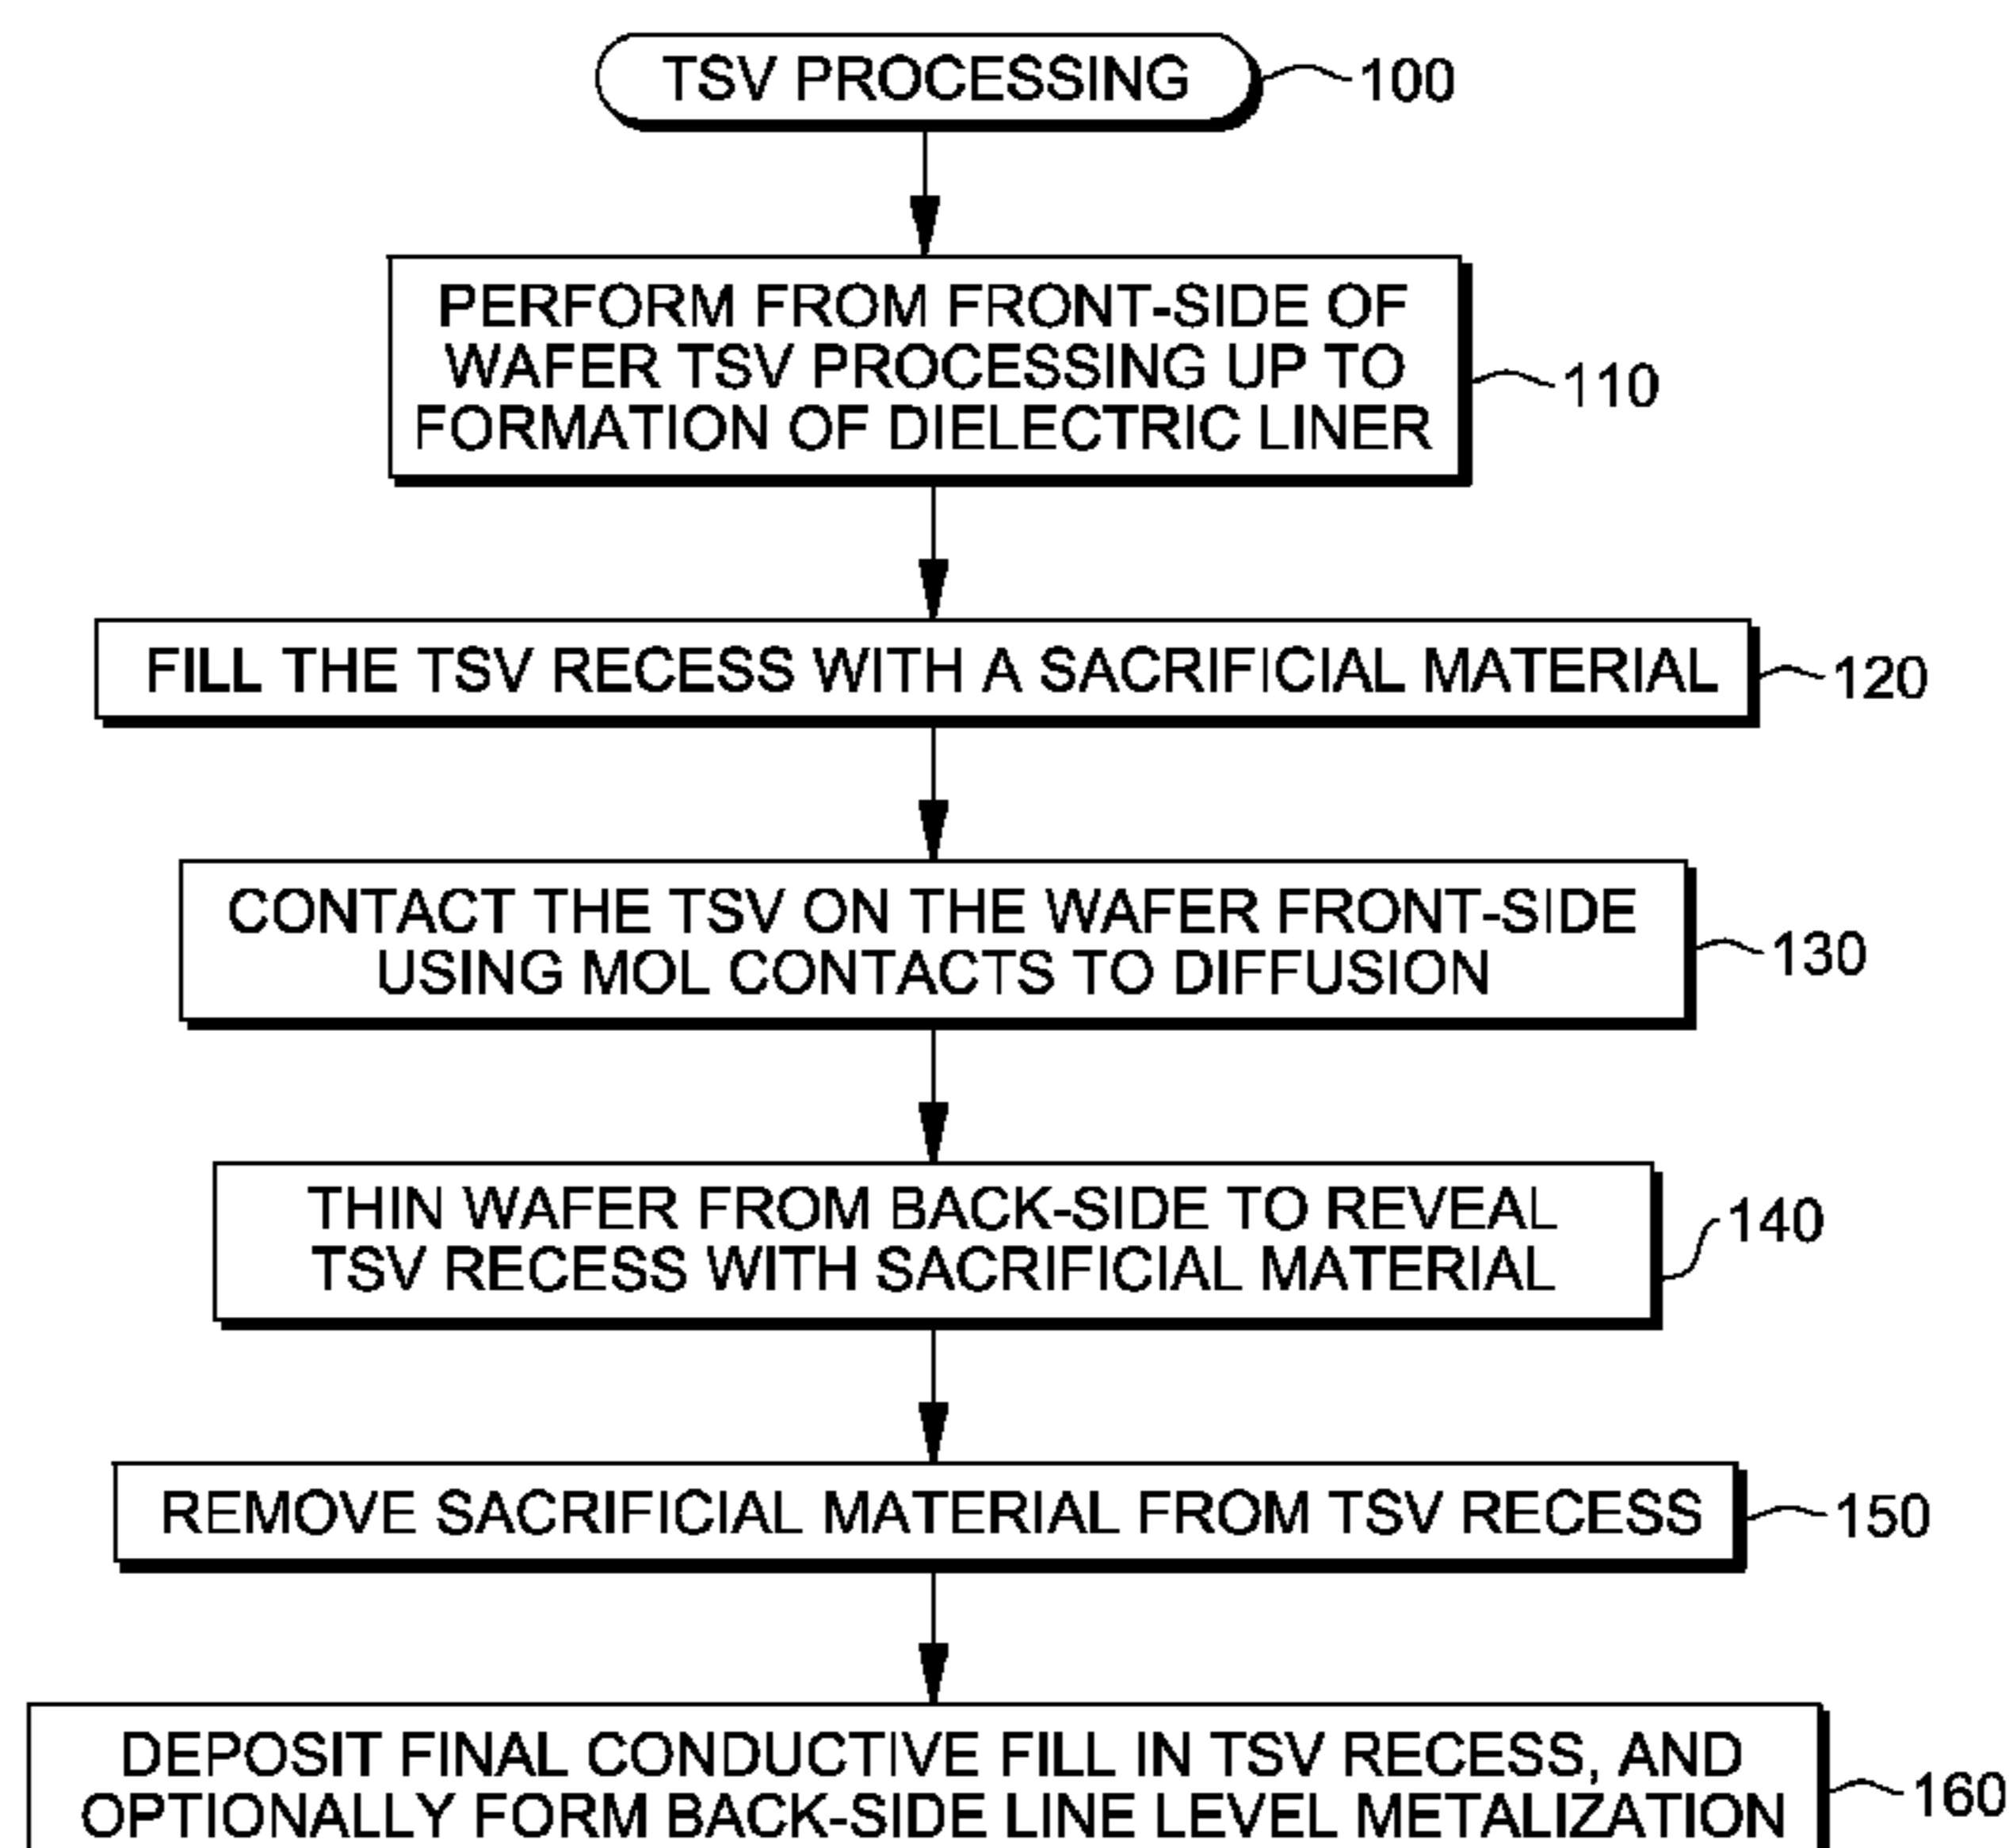 TSV PROCESSING
100
PERFORM FROM FRONT-SIDE OF
WAFER TSV PROCESSING UP TO
FORMATION OF DIELECTRIC LINER
110
FILL THE TSV RECESS WITH A SACRIFICIAL MATERIAL
120
CONTACT THE TSV ON THE WAFER FRONT-SIDE
USING MOL CONTACTS TO DIFFUSION
130
THIN WAFER FROM BACK-SIDE TO REVEAL
TSV RECESS WITH SACRIFICIAL MATERIAL
140
REMOVE SACRIFICIAL MATERIAL FROM TSV RECESS
150
DEPOSIT FINAL CONDUCTIVE FILL IN TSV RECESS, AND
OPTIONALLY FORM BACK-SIDE LINE LEVEL METALIZATION
160